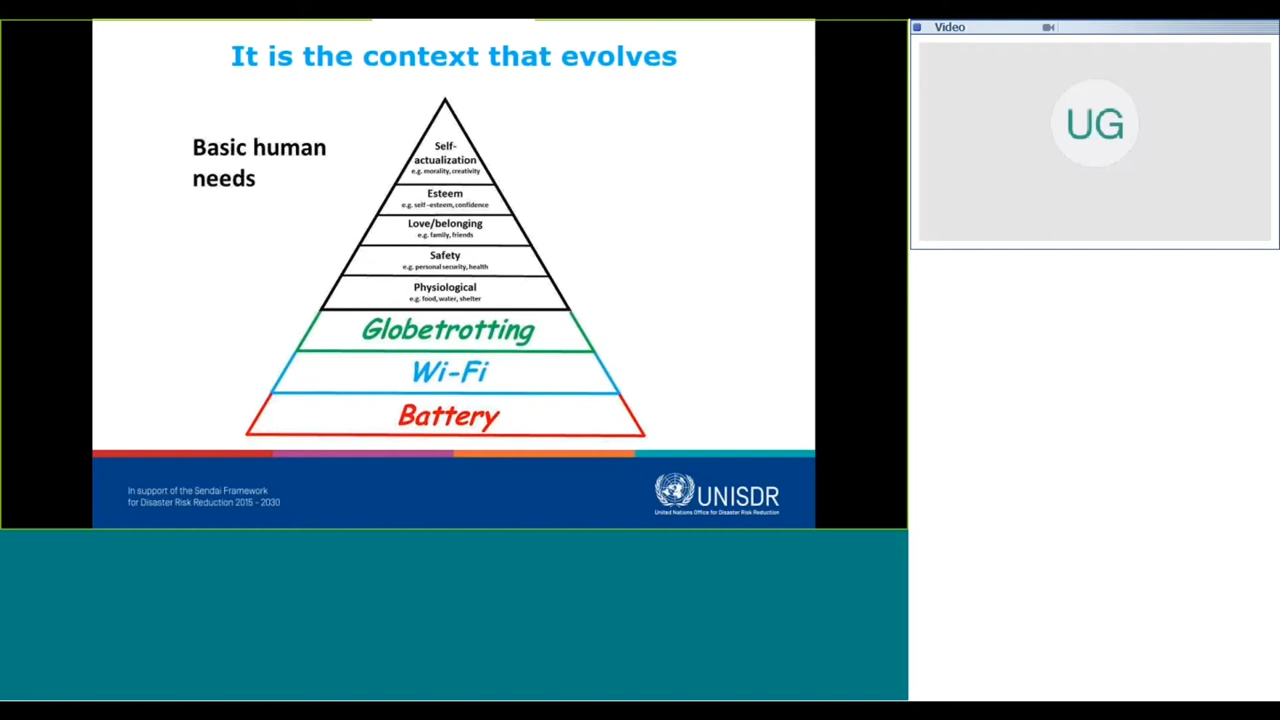 It is the context that evolves
Basic human
needs
Self-
actualization
e.g. morality, creativity
Esteem
e.g. self -esteem, confidence
Love/belonging
e.g. family, friends
Safety
e.g. personal security, health
Physiological
e.g. food, water, shelter
Globetrotting
Wi-Fi
Battery
In support of the Sendai Framework
for Disaster Risk Reduction 2015 - 2030
UNISDR
United Nations Office for Disaster Risk Reduction
Video
UG